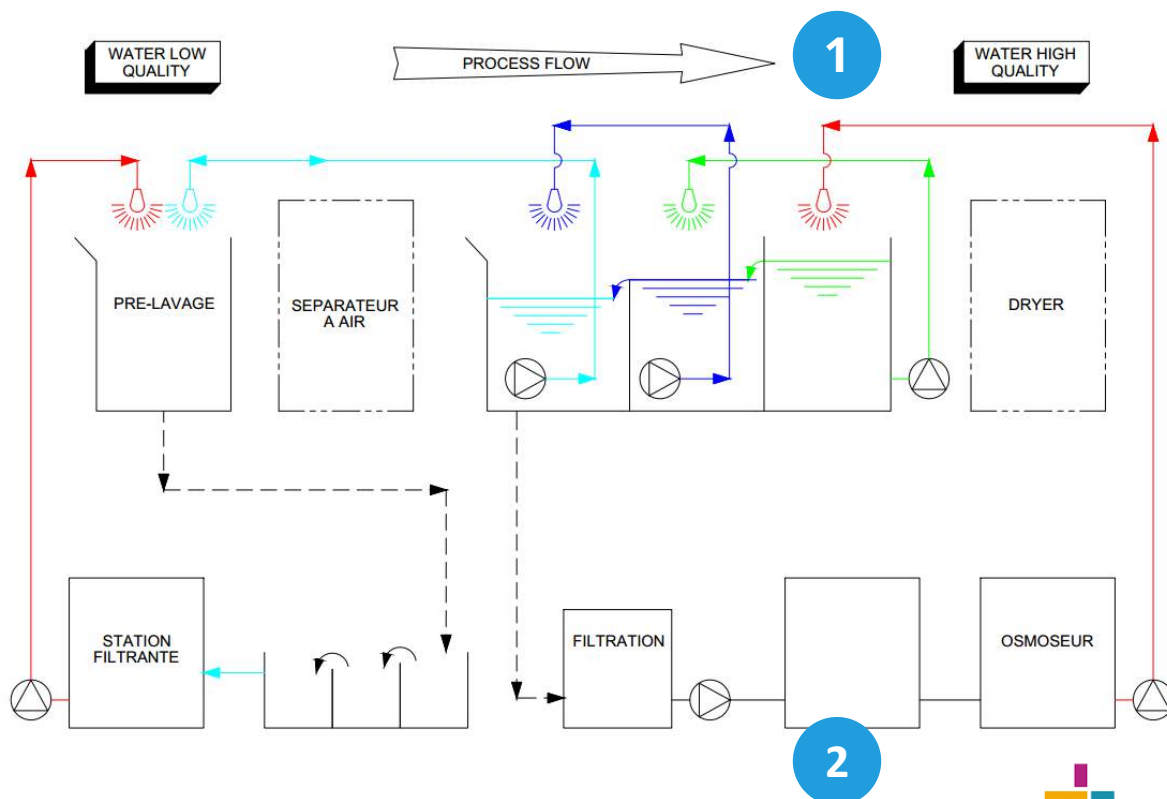 WATER LOW
QUALITY
PROCESS FLOW
1
WATER HIGH
QUALITY
PRE-LAVAGE
SEPARATEUR
A AIR
DRYER
STATION
FILTRANTE
FILTRATION
OSMOSEUR
2